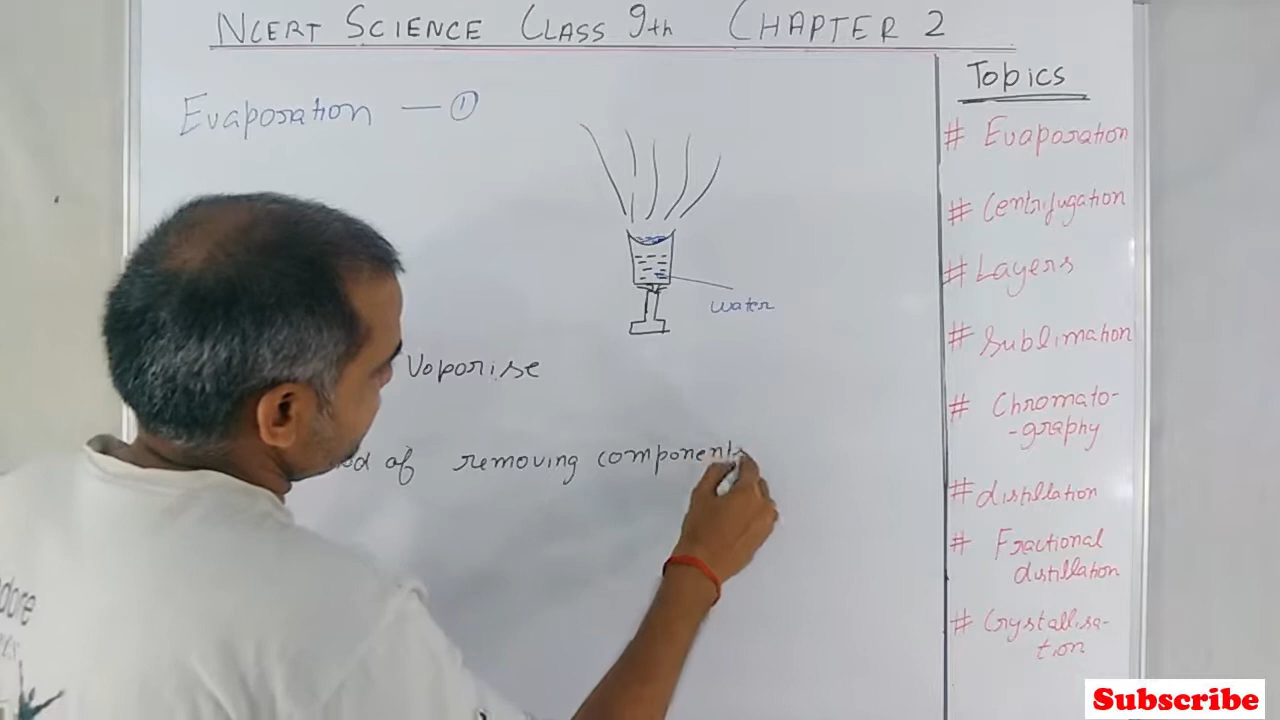 NCERT SCIENCE CLASS 9th CHAPTER 2
Evaporation — ①
water
Vaporise
of removing components
Topics
# Evaporation
# Centrifugation
# Layers
# Sublimation
# Chromato-
-graphy
# distillation
# Fractional
distillation
# Crystallisa-
tion
Subscribe